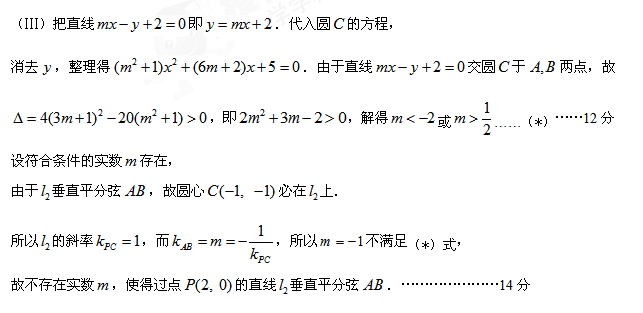 （III）把直线 mx－y＋2＝0即 y＝mx＋2．代入圆 C 的方程，
消去 y，整理得 (m²＋1)x²＋(6m＋2)x＋5＝0．由于直线 mx－y＋2＝0 交圆 C 于 A,B 两点，故
Δ＝4(3m＋1)²－20(m²＋1)＞0，即 2m²＋3m－2＞0，解得 m＜－2 或 m＞1/2……（*）……12 分
设符合条件的实数 m 存在，
由于 l₂ 垂直平分弦 AB，故圆心 C(－1, －1) 必在 l₂ 上．
所以 l₂ 的斜率 k_PC＝1，而 k_AB＝m＝－1/k_PC，所以 m＝－1 不满足（*）式，
故不存在实数 m，使得过点 P(2, 0) 的直线 l₂ 垂直平分弦 AB．…………………14 分